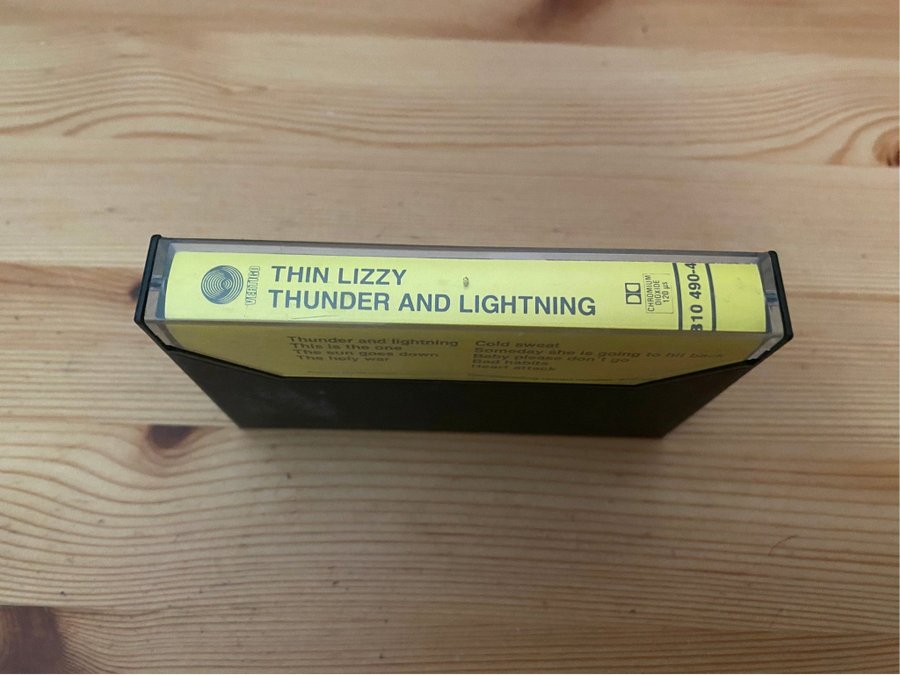 VERTIGO
THIN LIZZY
THUNDER AND LIGHTNING
CHROMIUM
DIOXIDE
120 µs
810 490-4
Thunder and lightning
This is the one
The sun goes down
The holy war
Cold sweat
Someday she is going to hit back
Baby please don't go
Bad habits
Heart attack